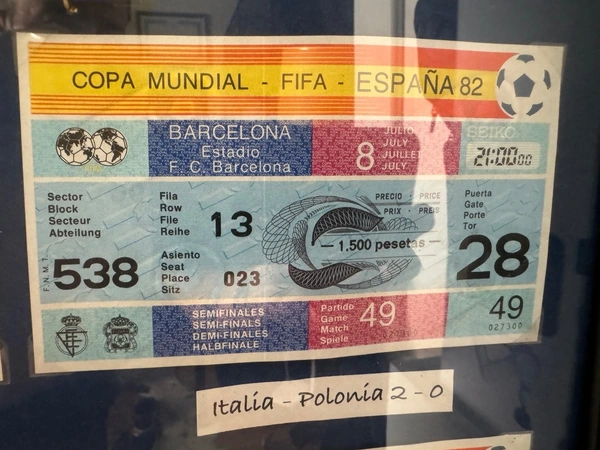 COPA MUNDIAL - FIFA - ESPAÑA 82
BARCELONA
Estadio
F. C. Barcelona
8
JULIO
JULY
JUILLET
JULY.
SEIKO
21:00 00
Sector
Block
Secteur
Abteilung
538
Fila
Row
File
Reihe
13
Asiento
Seat
Place
Sitz
023
PRECIO - PRICE
PRIX - PREIS
1.500 pesetas
Puerta
Gate
Porte
Tor
28
F.N.M.T.
SEMIFINALES
SEMI-FINALS
DEMI-FINALES
HALBFINALE
Partido
Game
Match
Spiele
49
49
027300
Italia - Polonia 2 - 0